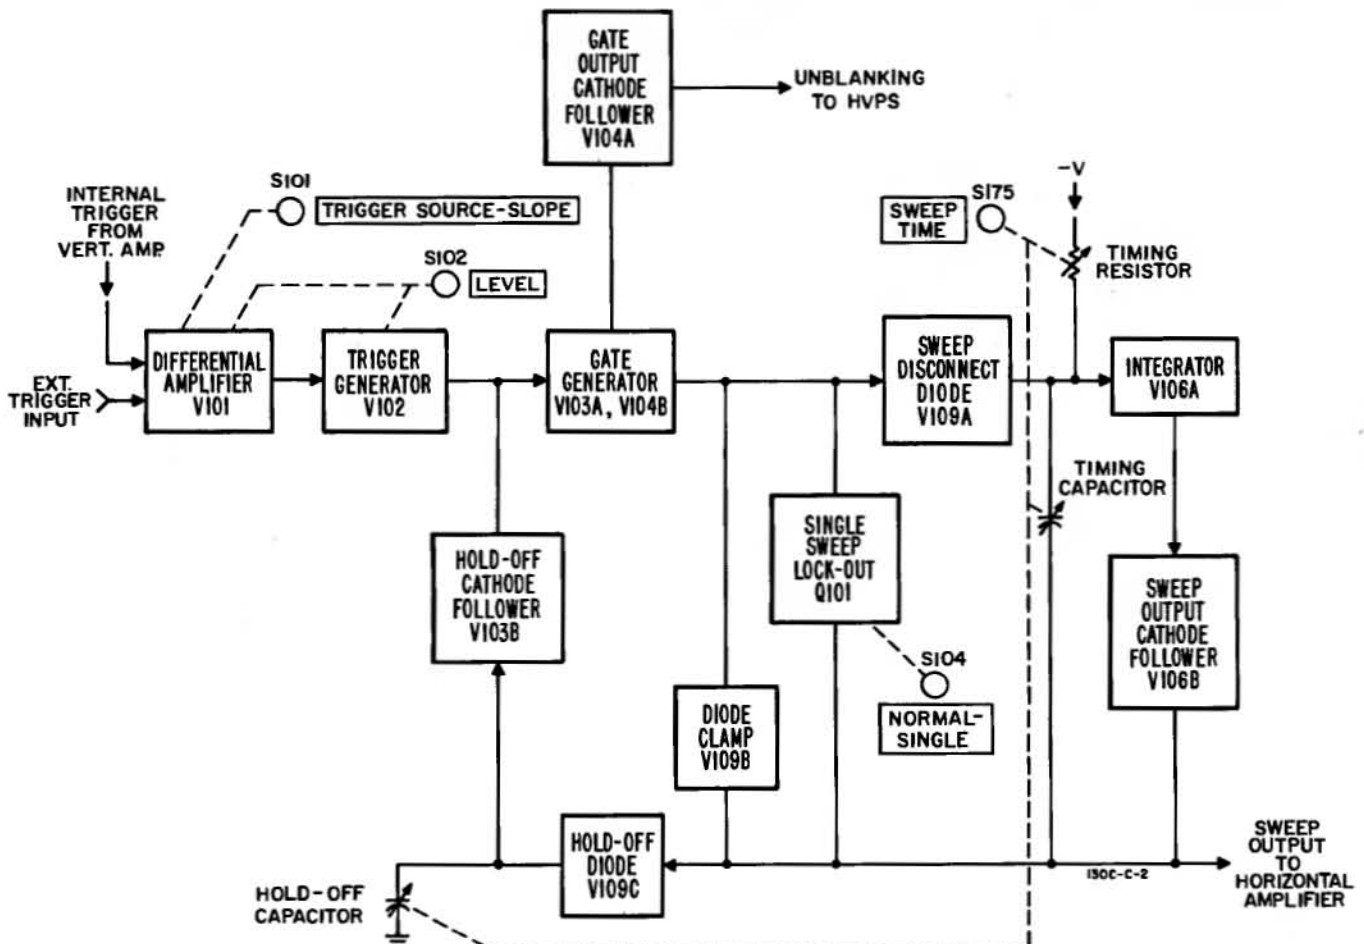 GATE
OUTPUT
CATHODE
FOLLOWER
V104A
UNBLANKING
TO HVPS
INTERNAL
TRIGGER
FROM
VERT. AMP.
S101
TRIGGER SOURCE-SLOPE
S102
LEVEL
SWEEP
TIME
S175
-V
TIMING
RESISTOR
EXT.
TRIGGER
INPUT
DIFFERENTIAL
AMPLIFIER
V101
TRIGGER
GENERATOR
V102
GATE
GENERATOR
V103A, V104B
SWEEP
DISCONNECT
DIODE
V109A
INTEGRATOR
V106A
TIMING
CAPACITOR
HOLD-OFF
CATHODE
FOLLOWER
V103B
SINGLE
SWEEP
LOCK-OUT
Q101
SWEEP
OUTPUT
CATHODE
FOLLOWER
V106B
S104
NORMAL-
SINGLE
DIODE
CLAMP
V109B
HOLD-OFF
DIODE
V109C
HOLD-OFF
CAPACITOR
130C-C-2
SWEEP
OUTPUT
TO
HORIZONTAL
AMPLIFIER